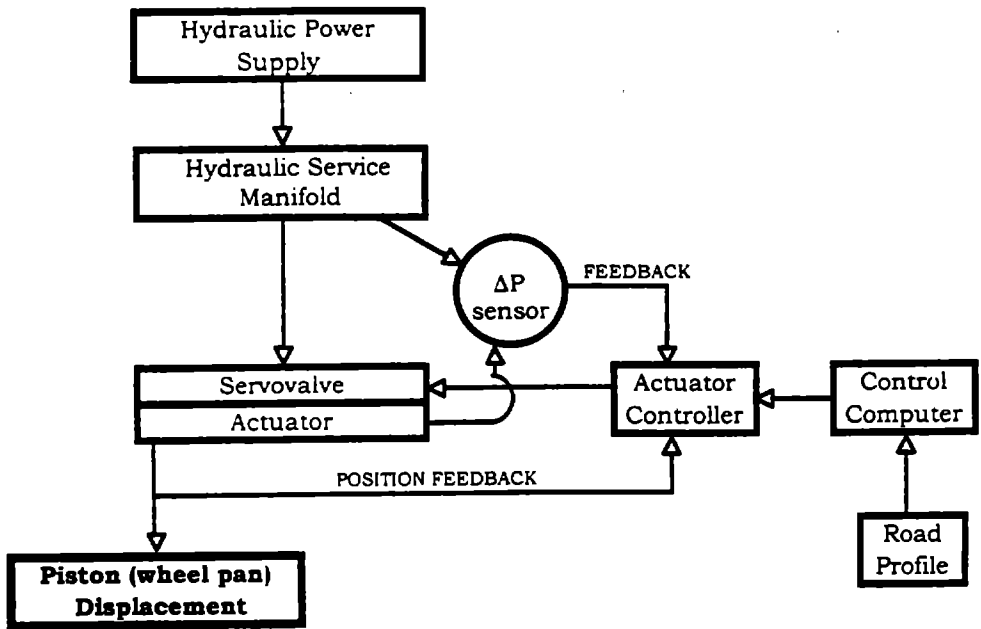 Hydraulic Power
Supply
Hydraulic Service
Manifold
ΔP
sensor
FEEDBACK
Servovalve
Actuator
Actuator
Controller
Control
Computer
POSITION FEEDBACK
Road
Profile
Piston (wheel pan)
Displacement